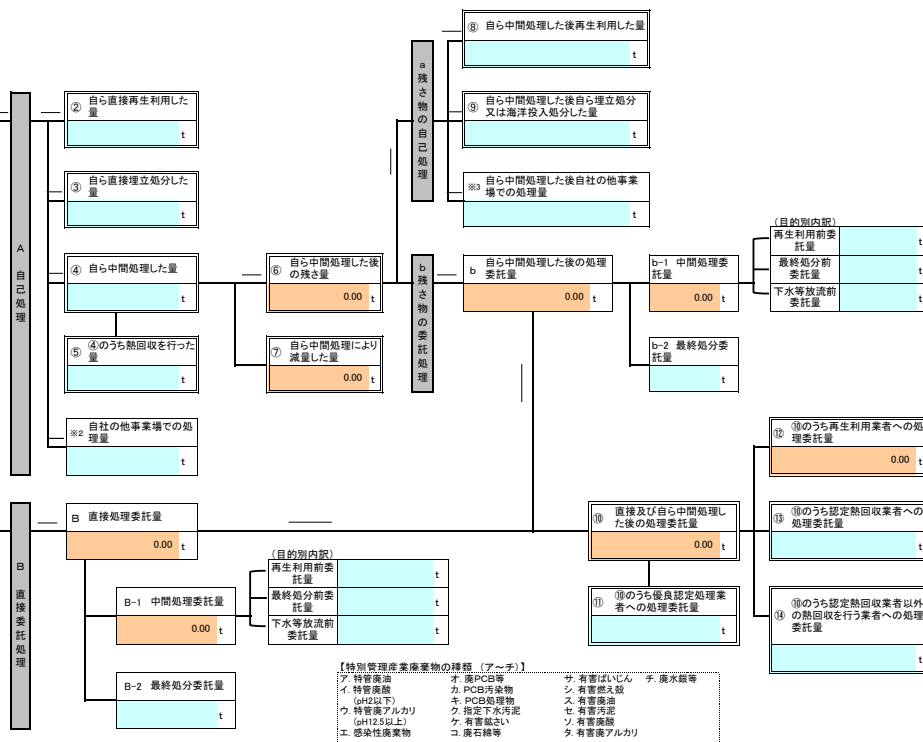 ⑧ 自ら中間処理した後再生利用した量
t
a 残さ物の自己処理
② 自ら直接再生利用した
量
t
⑨ 自ら中間処理した後自ら埋立処分
又は海洋投入処分した量
t
③ 自ら直接埋立処分した
量
t
※3 自ら中間処理した後自社の他事業
場での処理量
t
A 自己処理
④ 自ら中間処理した量
t
⑥ 自ら中間処理した後
の残さ量
0.00 t
b 残さ物の委託処理
b 自ら中間処理した後の処理
委託量
0.00 t
b-1 中間処理委
託量
0.00 t
(目的別内訳)
再生利用前委
託量
t
最終処分前
委託量
t
下水等放流前
委託量
t
⑤ ④のうち熱回収を行った
量
t
⑦ 自ら中間処理により
減量した量
0.00 t
b-2 最終処分委
託量
t
※2 自社の他事業場での処
理量
t
⑫ ⑩のうち再生利用業者への処
理委託量
0.00 t
B 直接委託処理
B 直接処理委託量
0.00 t
⑩ 直接及び自ら中間処理し
た後の処理委託量
0.00 t
⑬ ⑩のうち認定熱回収業者への
処理委託量
t
B-1 中間処理委託量
0.00 t
(目的別内訳)
再生利用前委
託量
t
最終処分前委
託量
t
下水等放流前
委託量
t
⑪ ⑩のうち優良認定処理業
者への処理委託量
t
⑭ ⑩のうち認定熱回収業者以外
の熱回収を行う業者への処理
委託量
t
B-2 最終処分委託量
t
【特別管理産業廃棄物の種類 (ア～チ)】
ア. 特管廃油 オ. 廃PCB等 サ. 有害ばいじん チ. 廃水銀等
イ. 特管廃酸 カ. PCB汚染物 シ. 有害燃え殻
(pH2以下) キ. PCB処理物 ス. 有害廃油
ウ. 特管廃アルカリ ク. 指定下水汚泥 セ. 有害汚泥
(pH12.5以上) ケ. 有害鉱さい ソ. 有害廃酸
エ. 感染性廃棄物 コ. 廃石綿等 タ. 有害廃アルカリ